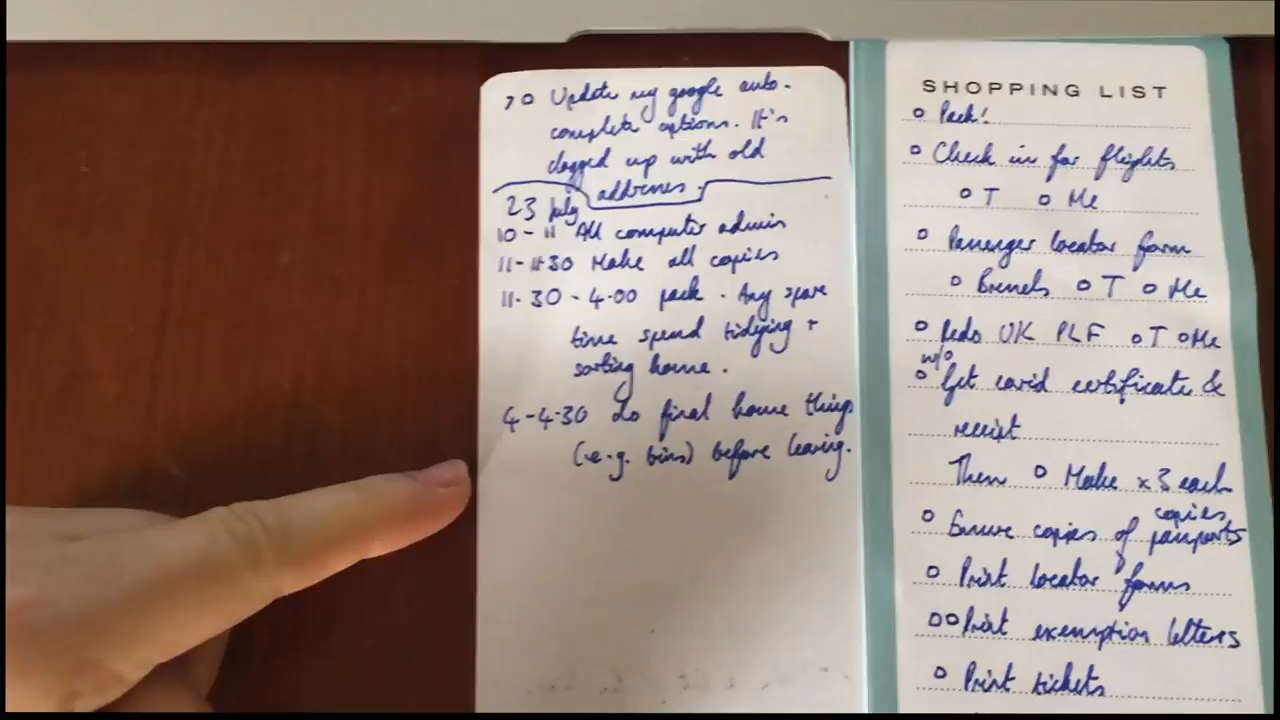 > o Update my google auto-
complete options. It's
clogged up with old
addresses.
23 July
10 - 11 All computer admin
11 - 11.30 Make all copies
11.30 - 4.00 pack. Any spare
time spend tidying +
sorting home.
4 - 4.30 Do final home things
(e.g. bins) before leaving.
SHOPPING LIST
o Pack!
o Check in for flights
o T o Me
o Passenger locator form
o Brussels o T o Me
o Redo UK PLF o T o Me
w/o
o Get covid certificate &
receipt
Then o Make x 3 each
copies
o Ensure copies of passports
o Print locator forms
oo Print exemption letters
o Print tickets